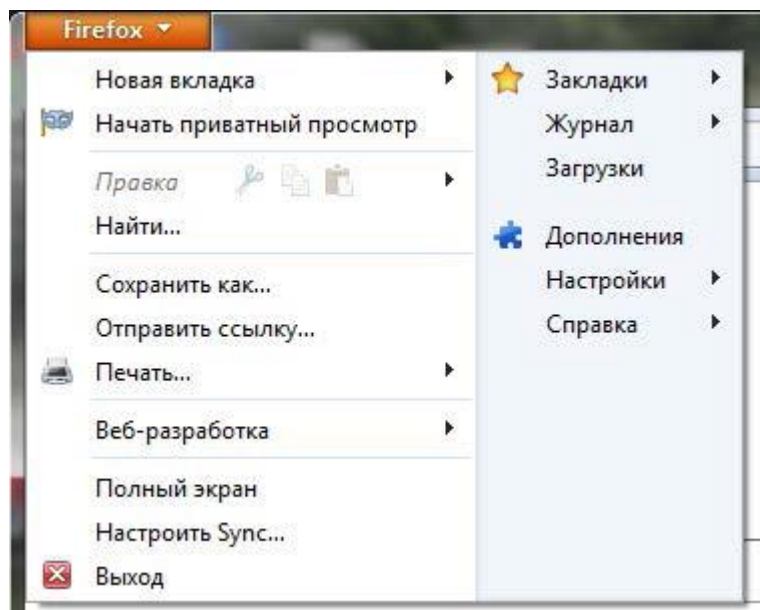 Firefox
Новая вкладка
Начать приватный просмотр
Правка
Найти...
Сохранить как...
Отправить ссылку...
Печать...
Веб-разработка
Полный экран
Настроить Sync...
Выход
Закладки
Журнал
Загрузки
Дополнения
Настройки
Справка